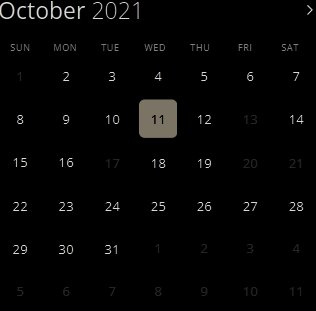 October 2021
SUN MON TUE WED THU FRI SAT
1 2 3 4 5 6 7
8 9 10 11 12 13 14
15 16 17 18 19 20 21
22 23 24 25 26 27 28
29 30 31 1 2 3 4
5 6 7 8 9 10 11